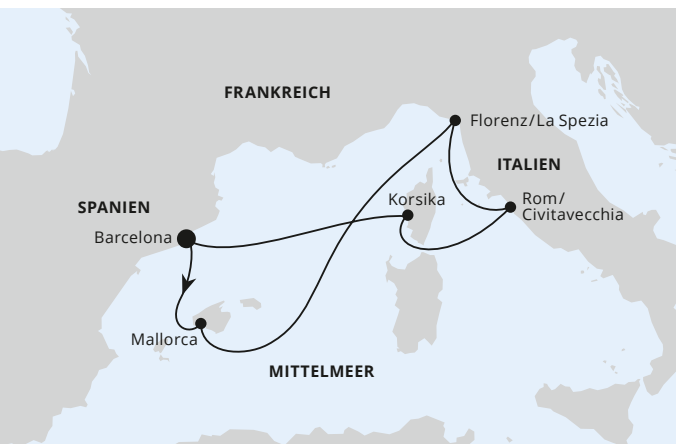 FRANKREICH
Florenz/La Spezia
ITALIEN
Korsika
Rom/
Civitavecchia
SPANIEN
Barcelona
Mallorca
MITTELMEER